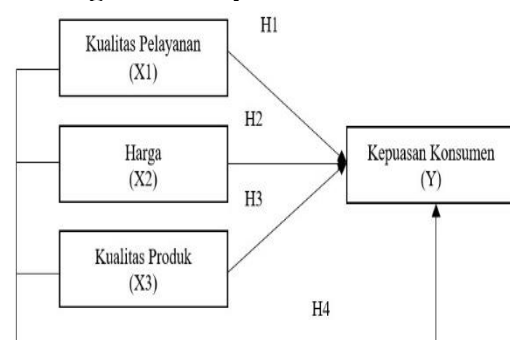 H1
Kualitas Pelayanan
(X1)
H2
Harga
(X2)
Kepuasan Konsumen
(Y)
H3
Kualitas Produk
(X3)
H4